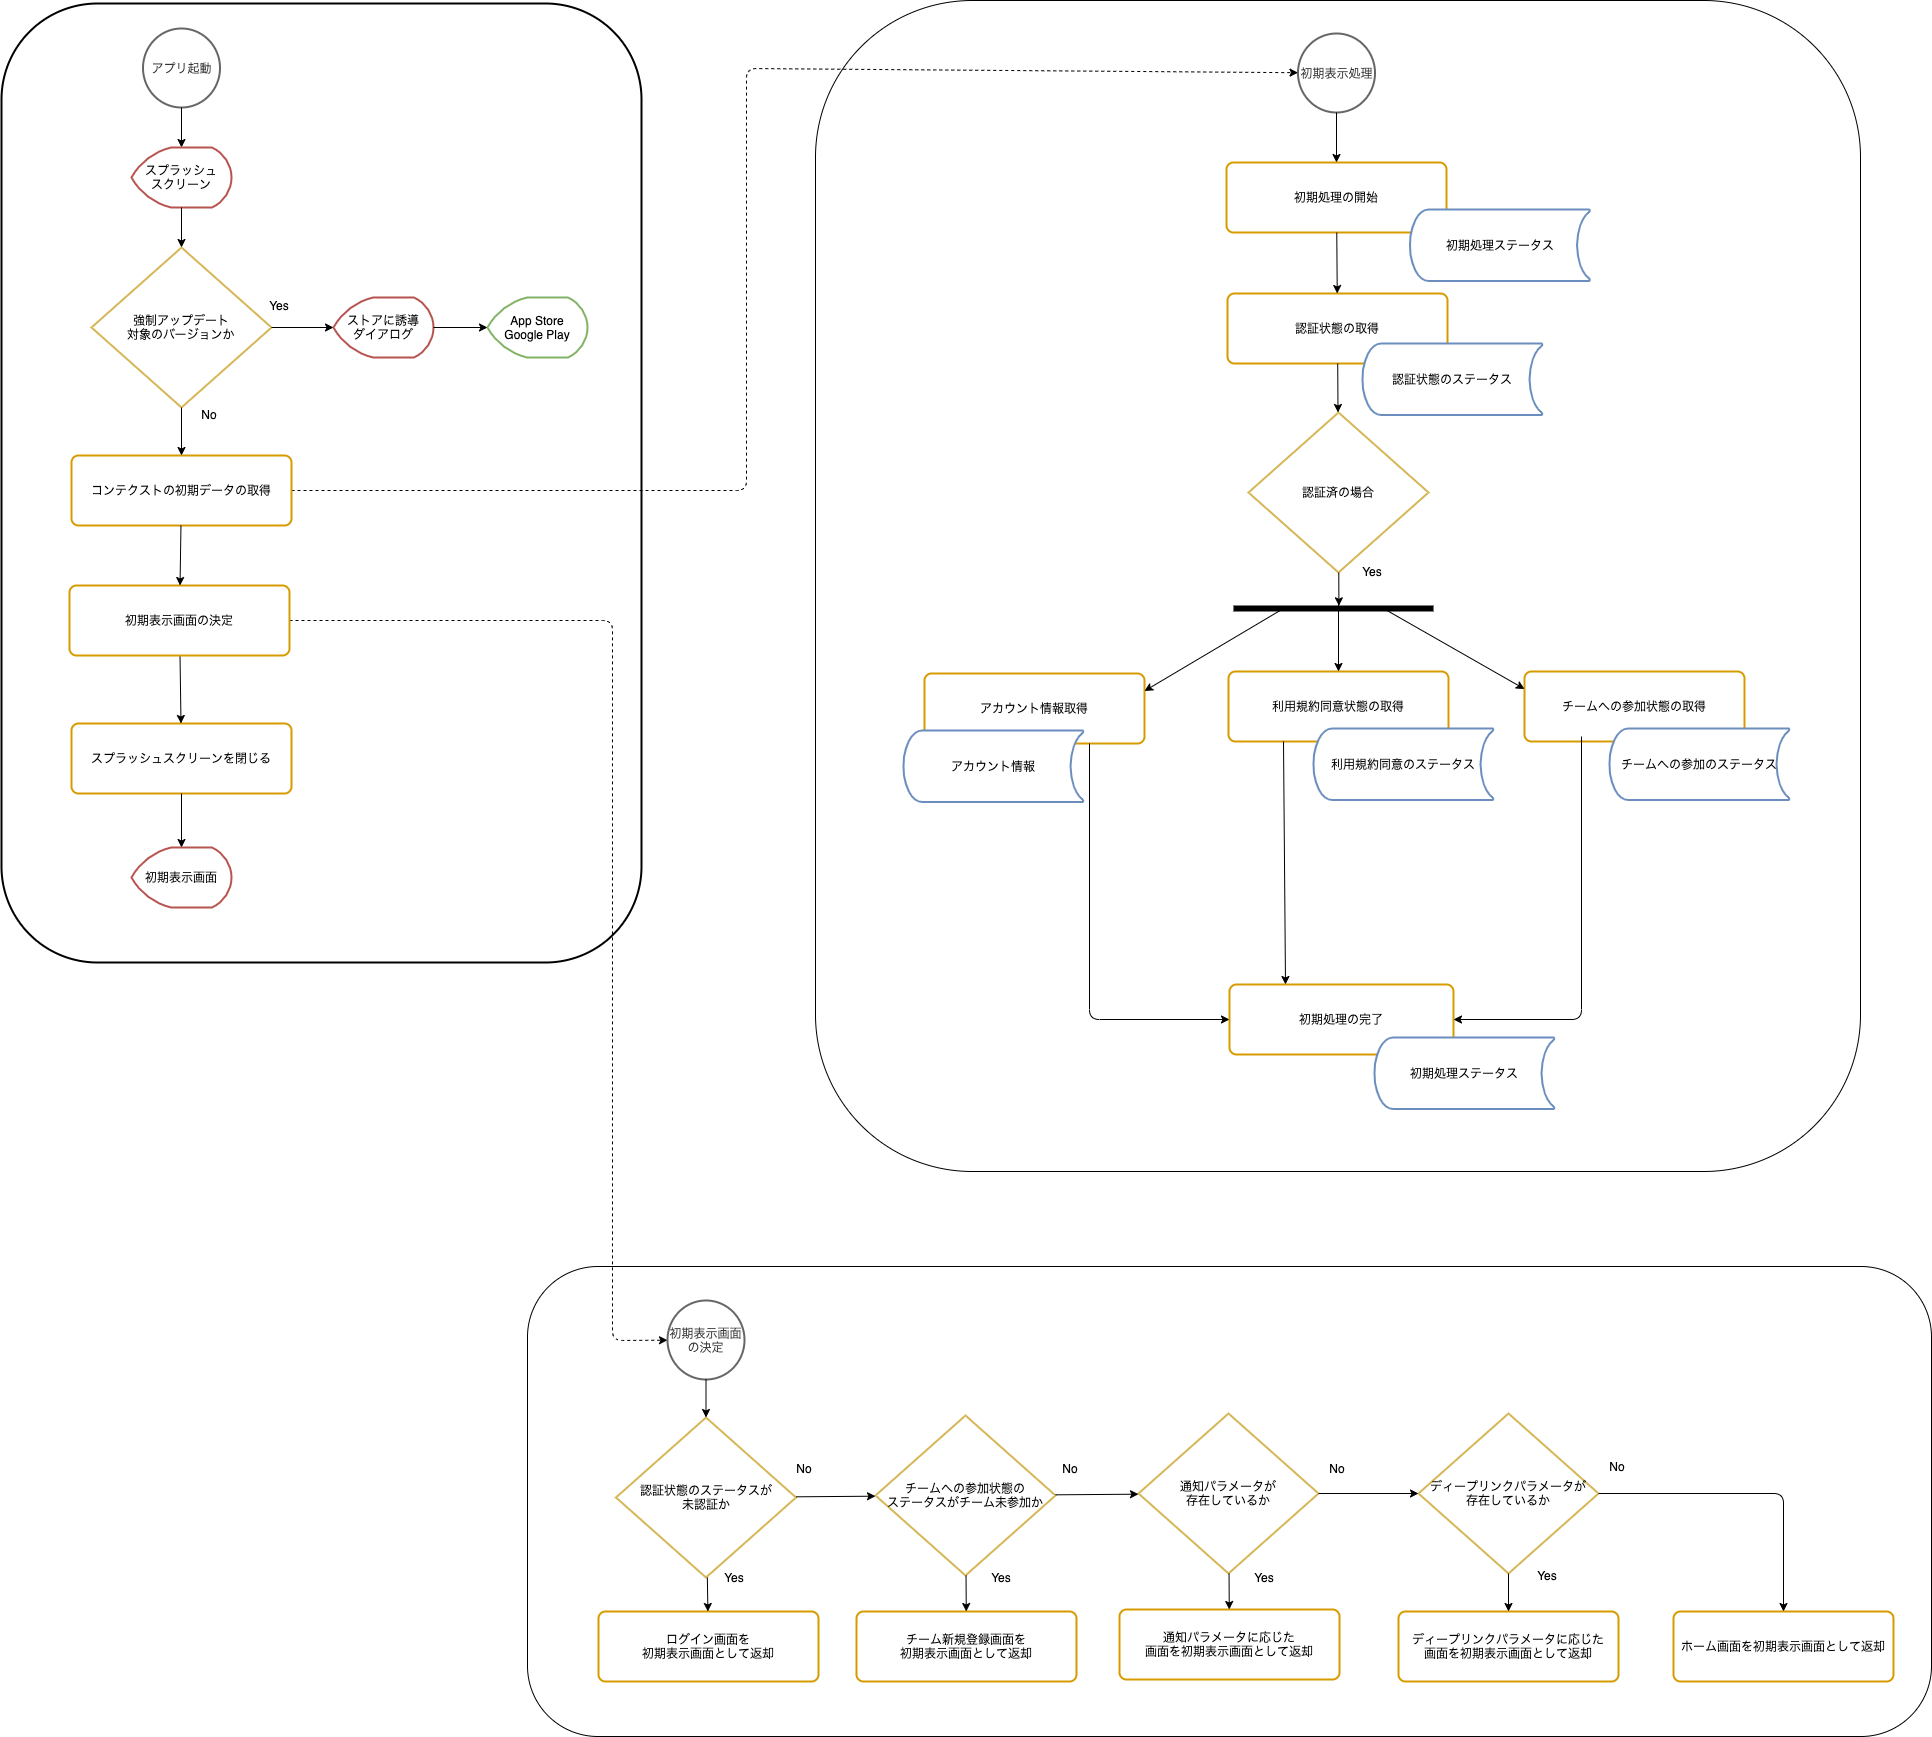 アプリ起動
スプラッシュ
スクリーン
強制アップデート
対象のバージョンか
Yes
ストアに誘導
ダイアログ
App Store
Google Play
No
コンテクストの初期データの取得
初期表示画面の決定
スプラッシュスクリーンを閉じる
初期表示画面
初期表示処理
初期処理の開始
初期処理ステータス
認証状態の取得
認証状態のステータス
認証済の場合
Yes
アカウント情報取得
アカウント情報
利用規約同意状態の取得
利用規約同意のステータス
チームへの参加状態の取得
チームへの参加のステータス
初期処理の完了
初期処理ステータス
初期表示画面
の決定
認証状態のステータスが
未認証か
No
チームへの参加状態の
ステータスがチーム未参加か
No
通知パラメータが
存在しているか
No
ディープリンクパラメータが
存在しているか
No
Yes
Yes
Yes
Yes
ログイン画面を
初期表示画面として返却
チーム新規登録画面を
初期表示画面として返却
通知パラメータに応じた
画面を初期表示画面として返却
ディープリンクパラメータに応じた
画面を初期表示画面として返却
ホーム画面を初期表示画面として返却